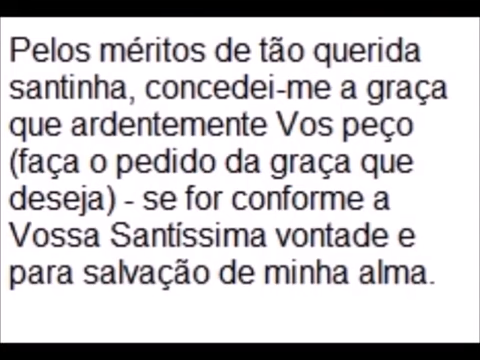 Pelos méritos de tão querida
santinha, concedei-me a graça
que ardentemente Vos peço
(faça o pedido da graça que
deseja) - se for conforme a
Vossa Santíssima vontade e
para salvação de minha alma.